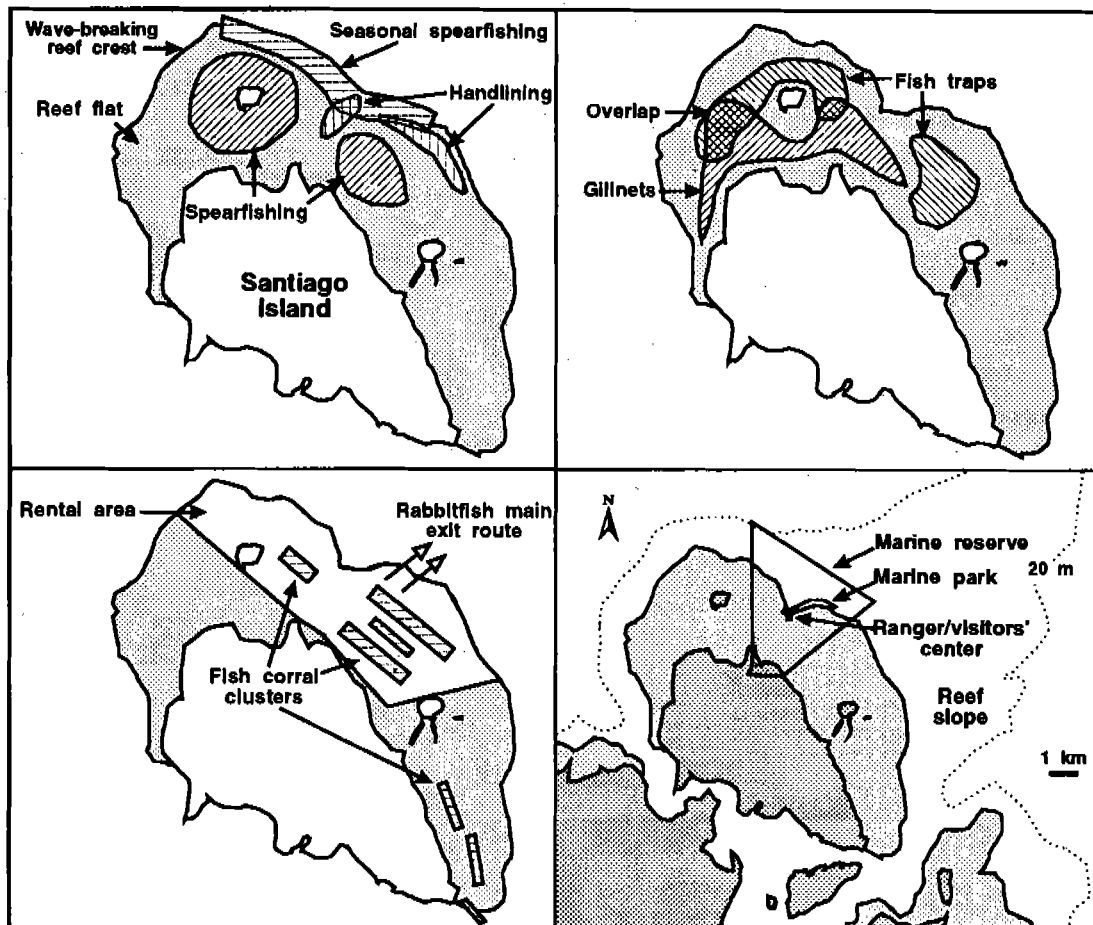 Wave-breaking
reef crest
Seasonal spearfishing
Reef flat
Handlining
Spearfishing
Santiago
Island
Fish traps
Overlap
Gillnets
Rental area
Rabbitfish main
exit route
Fish corral
clusters
N
Marine reserve
20 m
Marine park
Ranger/visitors'
center
Reef
slope
1 km